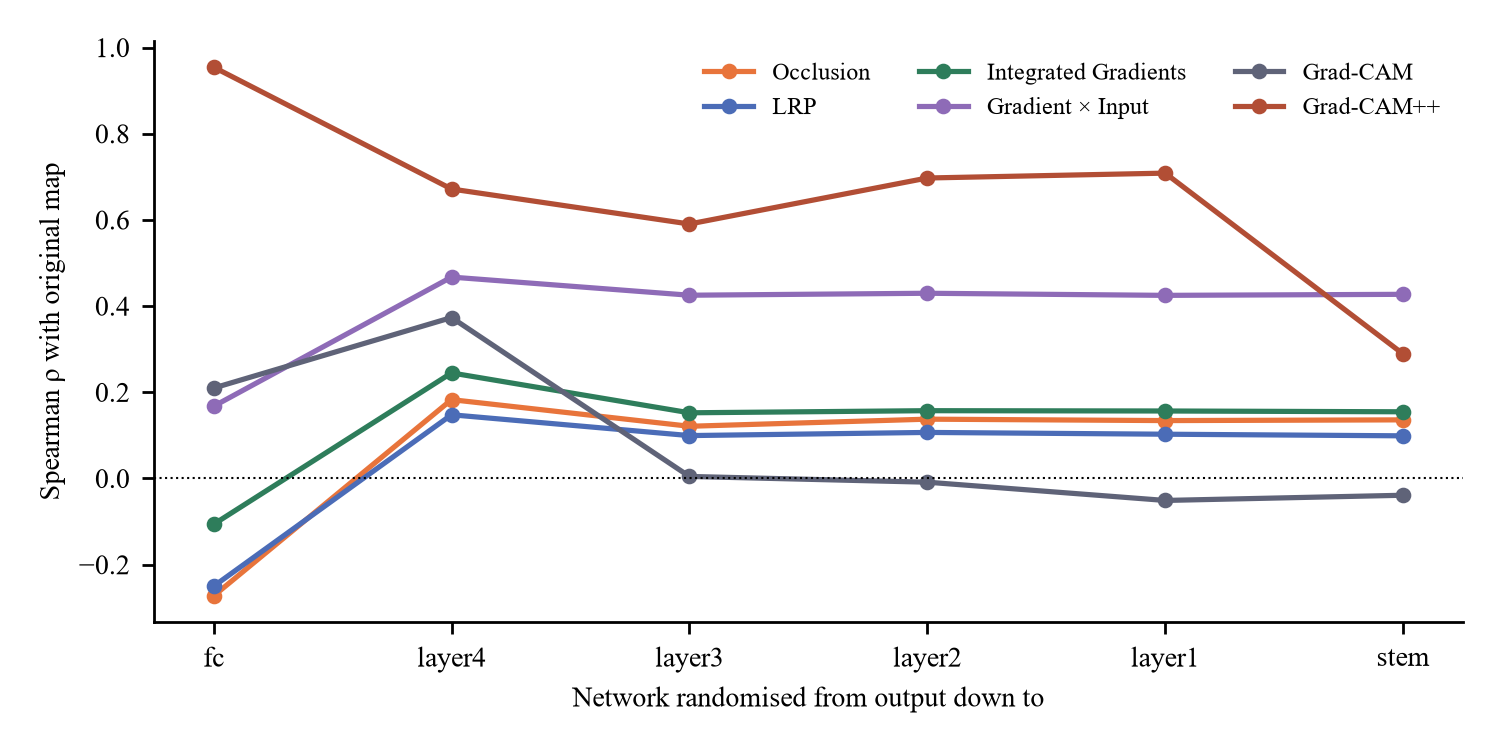 1.0
0.8
0.6
0.4
0.2
0.0
−0.2
Spearman ρ with original map
Occlusion
LRP
Integrated Gradients
Gradient × Input
Grad-CAM
Grad-CAM++
fc
layer4
layer3
layer2
layer1
stem
Network randomised from output down to